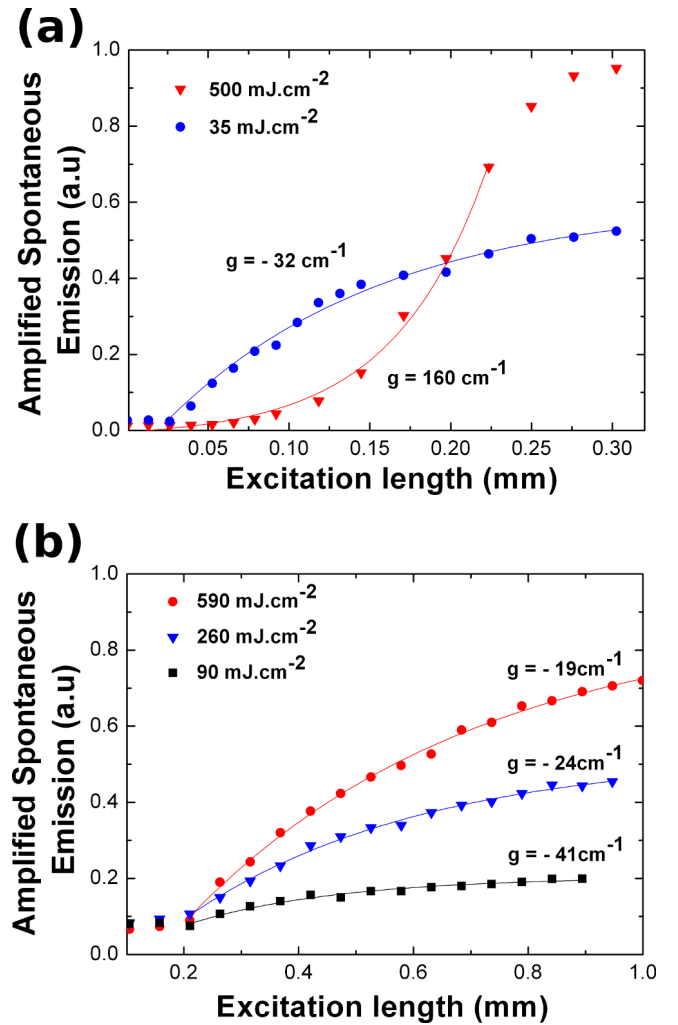 (a)
Amplified Spontaneous
Emission (a.u)
1.0
0.8
0.6
0.4
0.2
0.0
500 mJ.cm-2
35 mJ.cm-2
g = - 32 cm-1
g = 160 cm-1
0.05 0.10 0.15 0.20 0.25 0.30
Excitation length (mm)
(b)
Amplified Spontaneous
Emission (a.u)
1.0
0.8
0.6
0.4
0.2
0.0
590 mJ.cm-2
260 mJ.cm-2
90 mJ.cm-2
g = - 19cm-1
g = - 24cm-1
g = - 41cm-1
0.2 0.4 0.6 0.8 1.0
Excitation length (mm)